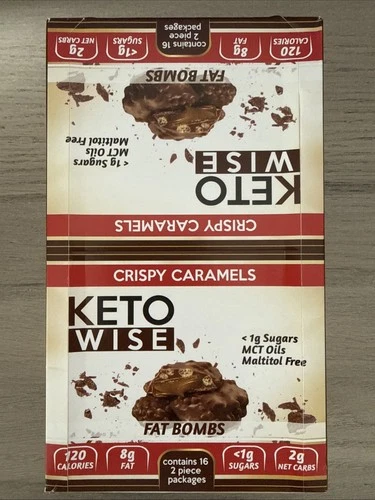 2g
NET CARBS
<1g
SUGARS
contains 16
2 piece
packages
8g
FAT
120
CALORIES
FAT BOMBS
<1g Sugars
MCT Oils
Maltitol Free
KETO
WISE
CRISPY CARAMELS
CRISPY CARAMELS
KETO
WISE
<1g Sugars
MCT Oils
Maltitol Free
FAT BOMBS
120
CALORIES
8g
FAT
contains 16
2 piece
packages
<1g
SUGARS
2g
NET CARBS